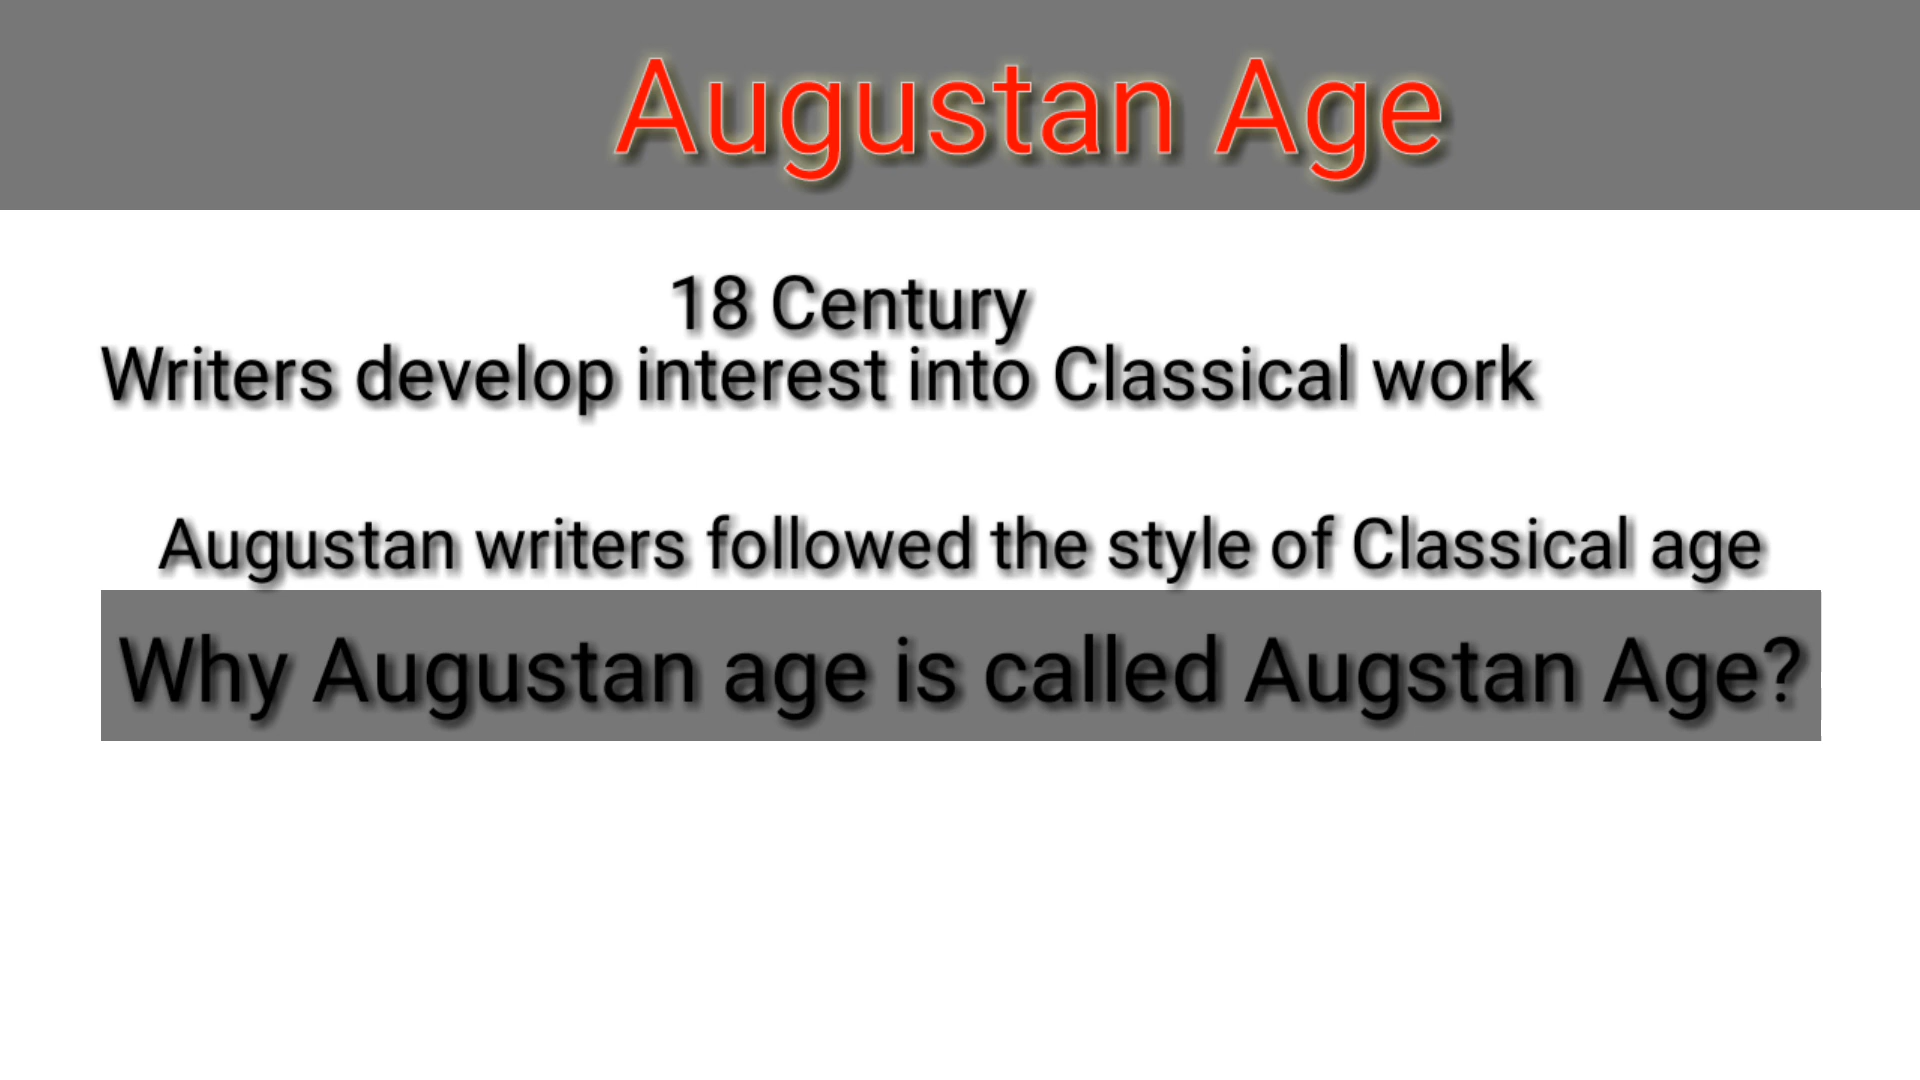 Augustan Age
18 Century
Writers develop interest into Classical work
Augustan writers followed the style of Classical age
Why Augustan age is called Augstan Age?